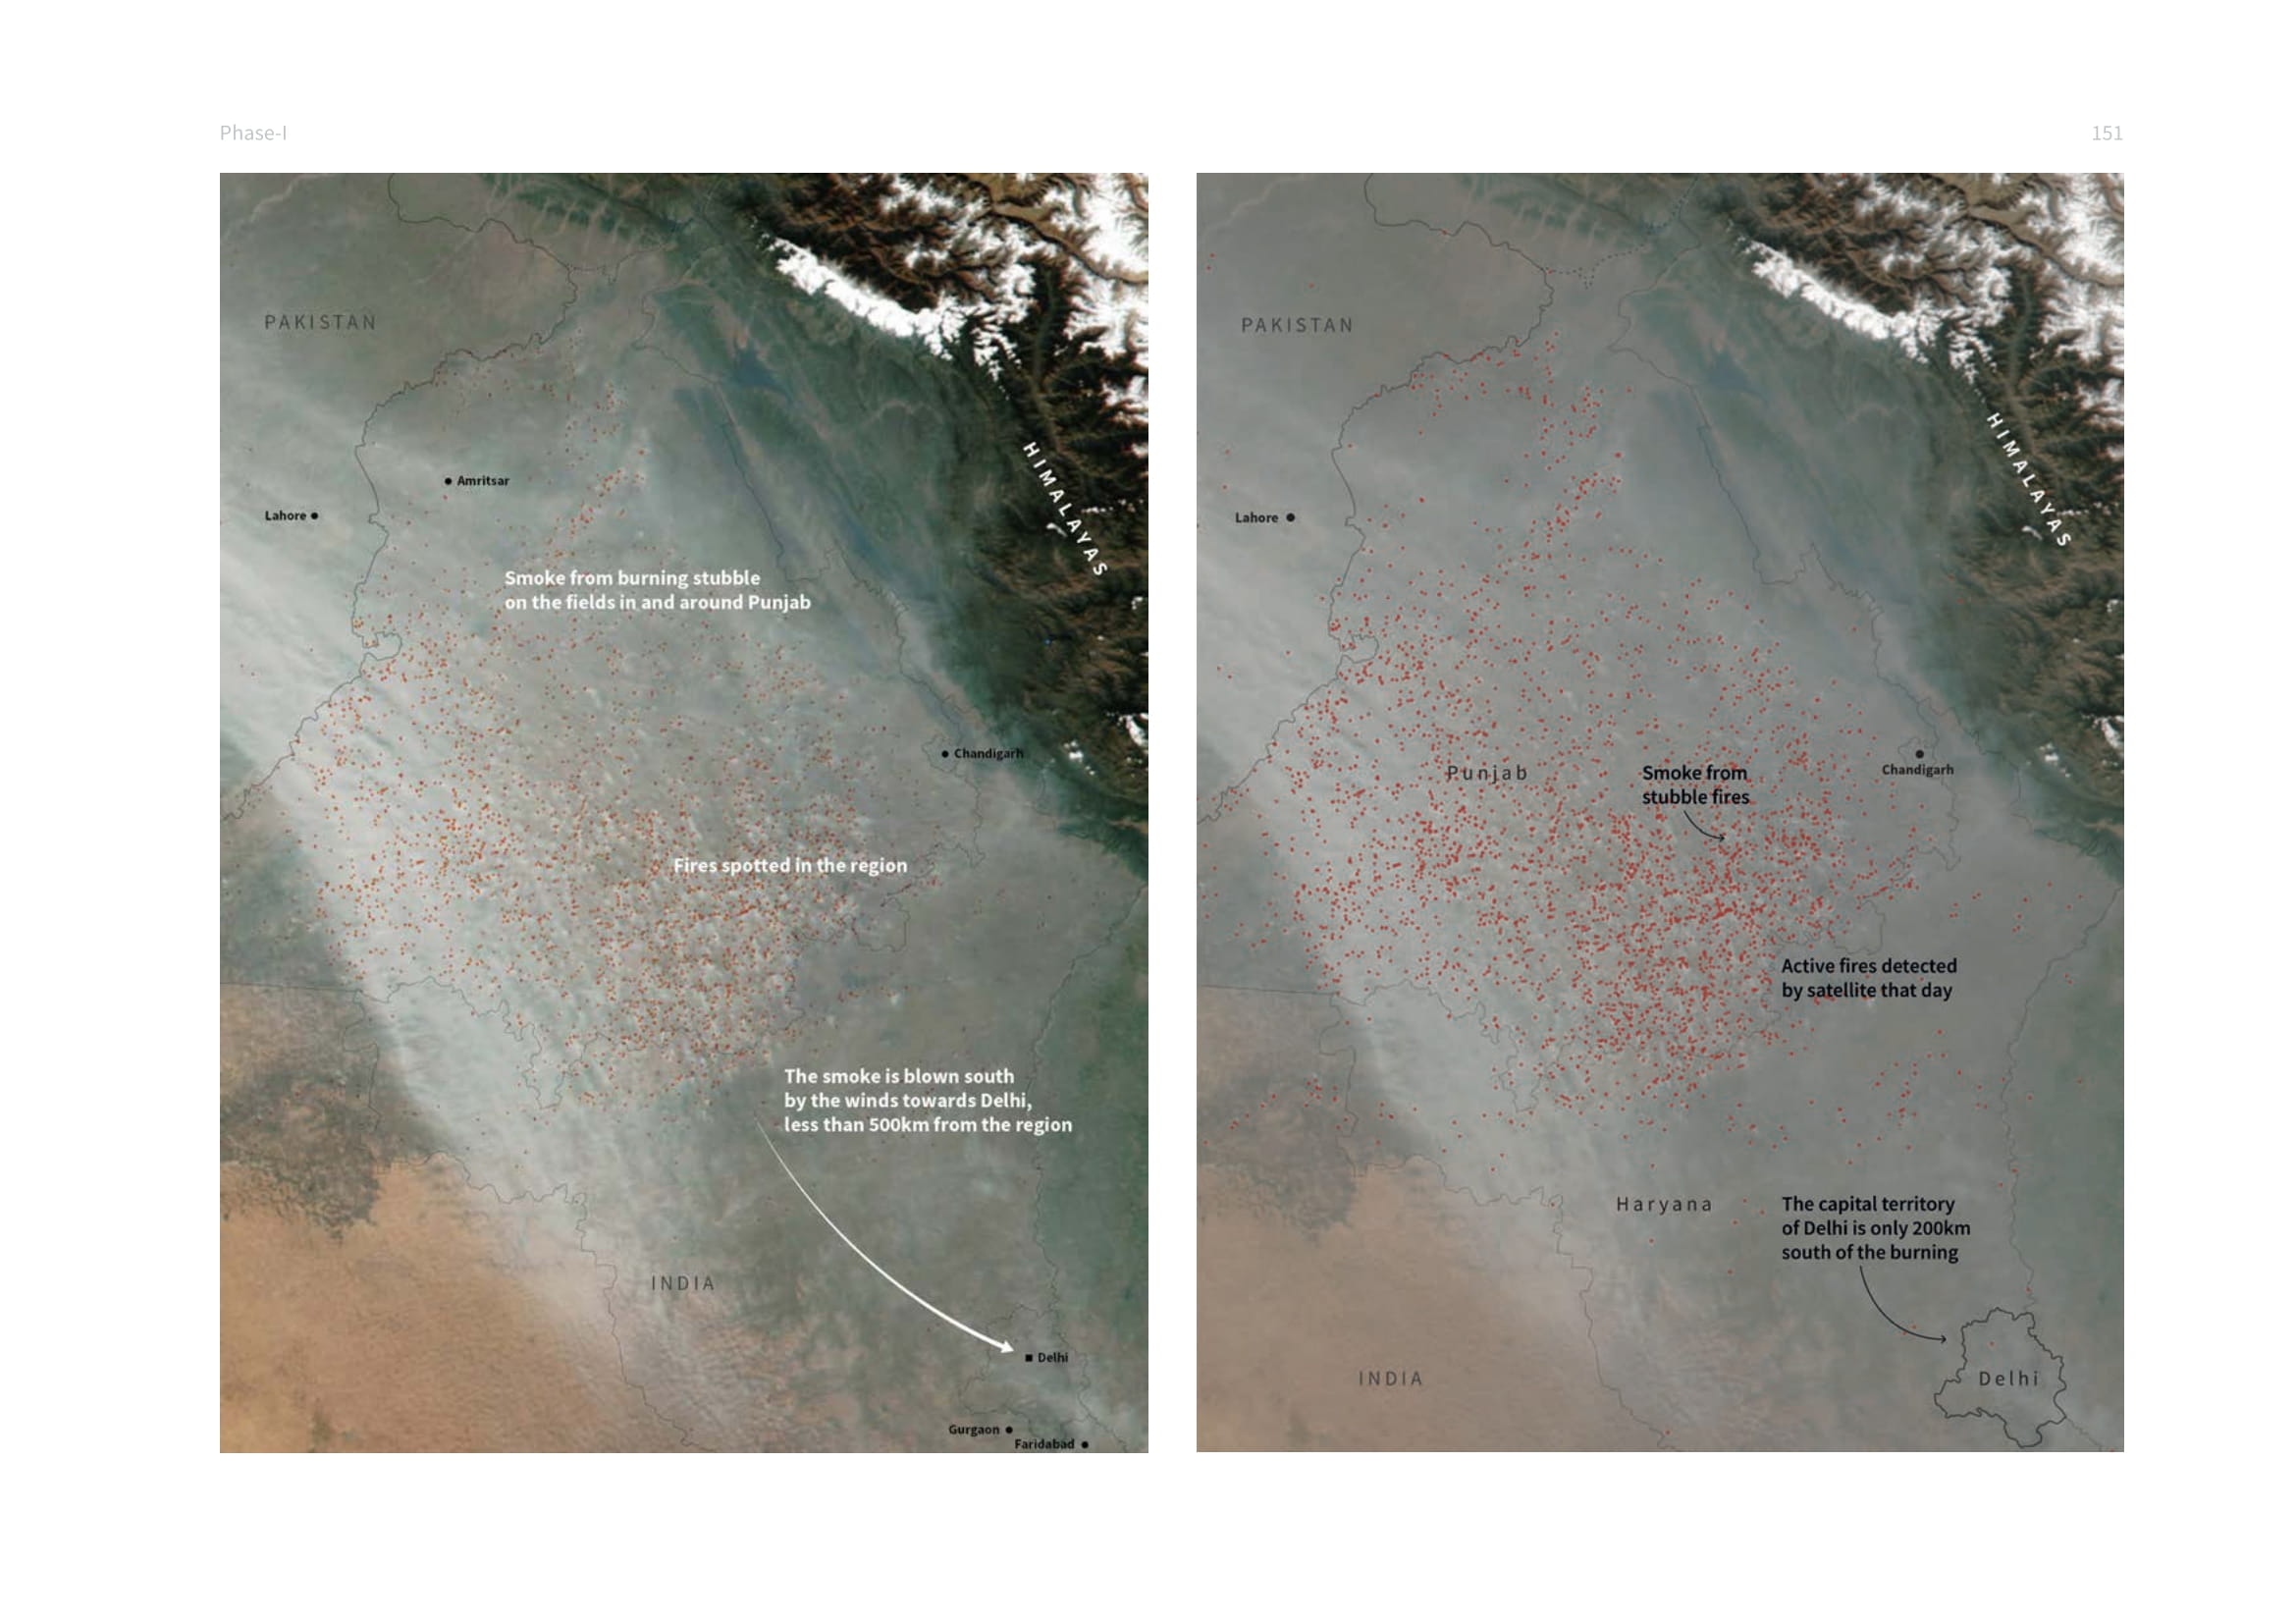 Phase-I
151
PAKISTAN
HIMALAYAS
Amritsar
Lahore
Smoke from burning stubble
on the fields in and around Punjab
Chandigarh
Fires spotted in the region
The smoke is blown south
by the winds towards Delhi,
less than 500km from the region
INDIA
Delhi
Gurgaon
Faridabad
PAKISTAN
HIMALAYAS
Lahore
Punjab
Smoke from
stubble fires
Chandigarh
Active fires detected
by satellite that day
Haryana
The capital territory
of Delhi is only 200km
south of the burning
INDIA
Delhi